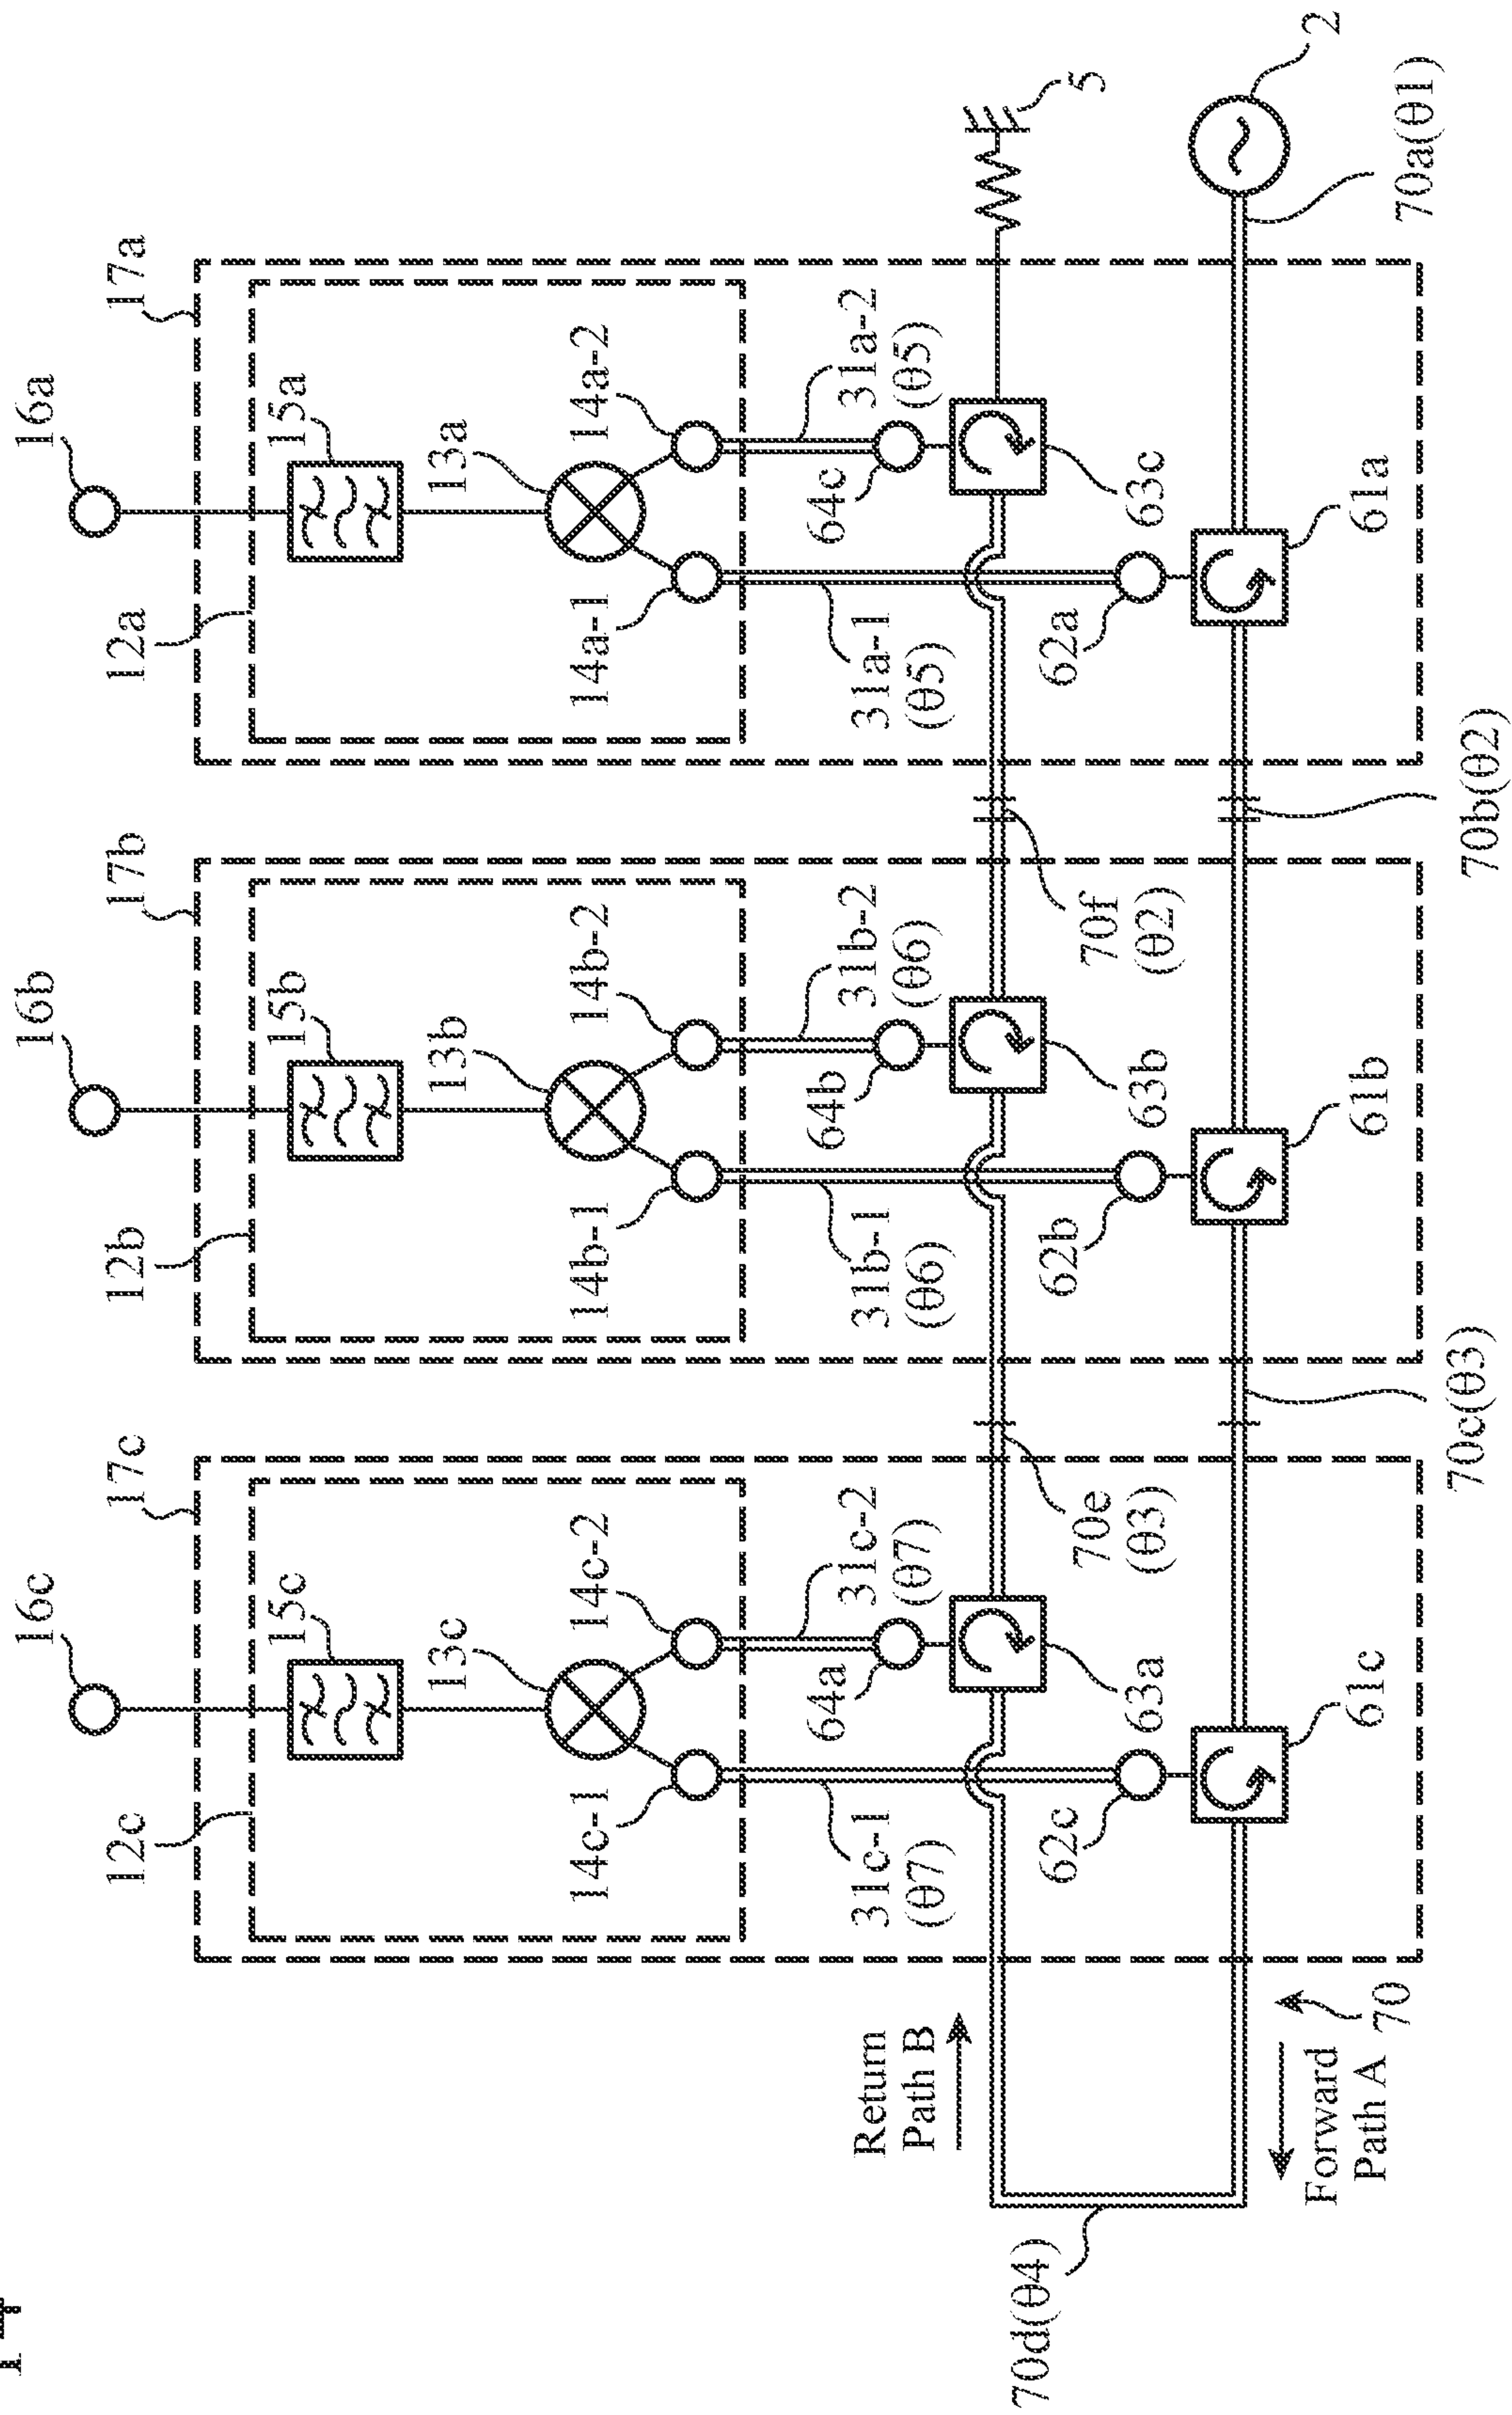 16c
16b
16a
17c
17b
17a
12c
12b
12a
15c
15b
15a
13c
13b
13a
14c-1
14c-2
14b-1
14b-2
14a-1
14a-2
31c-1
(θ7)
31c-2
(θ7)
31b-1
(θ6)
31b-2
(θ6)
31a-1
(θ5)
31a-2
(θ5)
64a
64b
64c
Return
Path B
5
62c
63a
62b
63b
62a
63c
70d(θ4)
70e
(θ3)
70f
(θ2)
2
Forward
Path A
70
61c
61b
61a
70c(θ3)
70b(θ2)
70a(θ1)